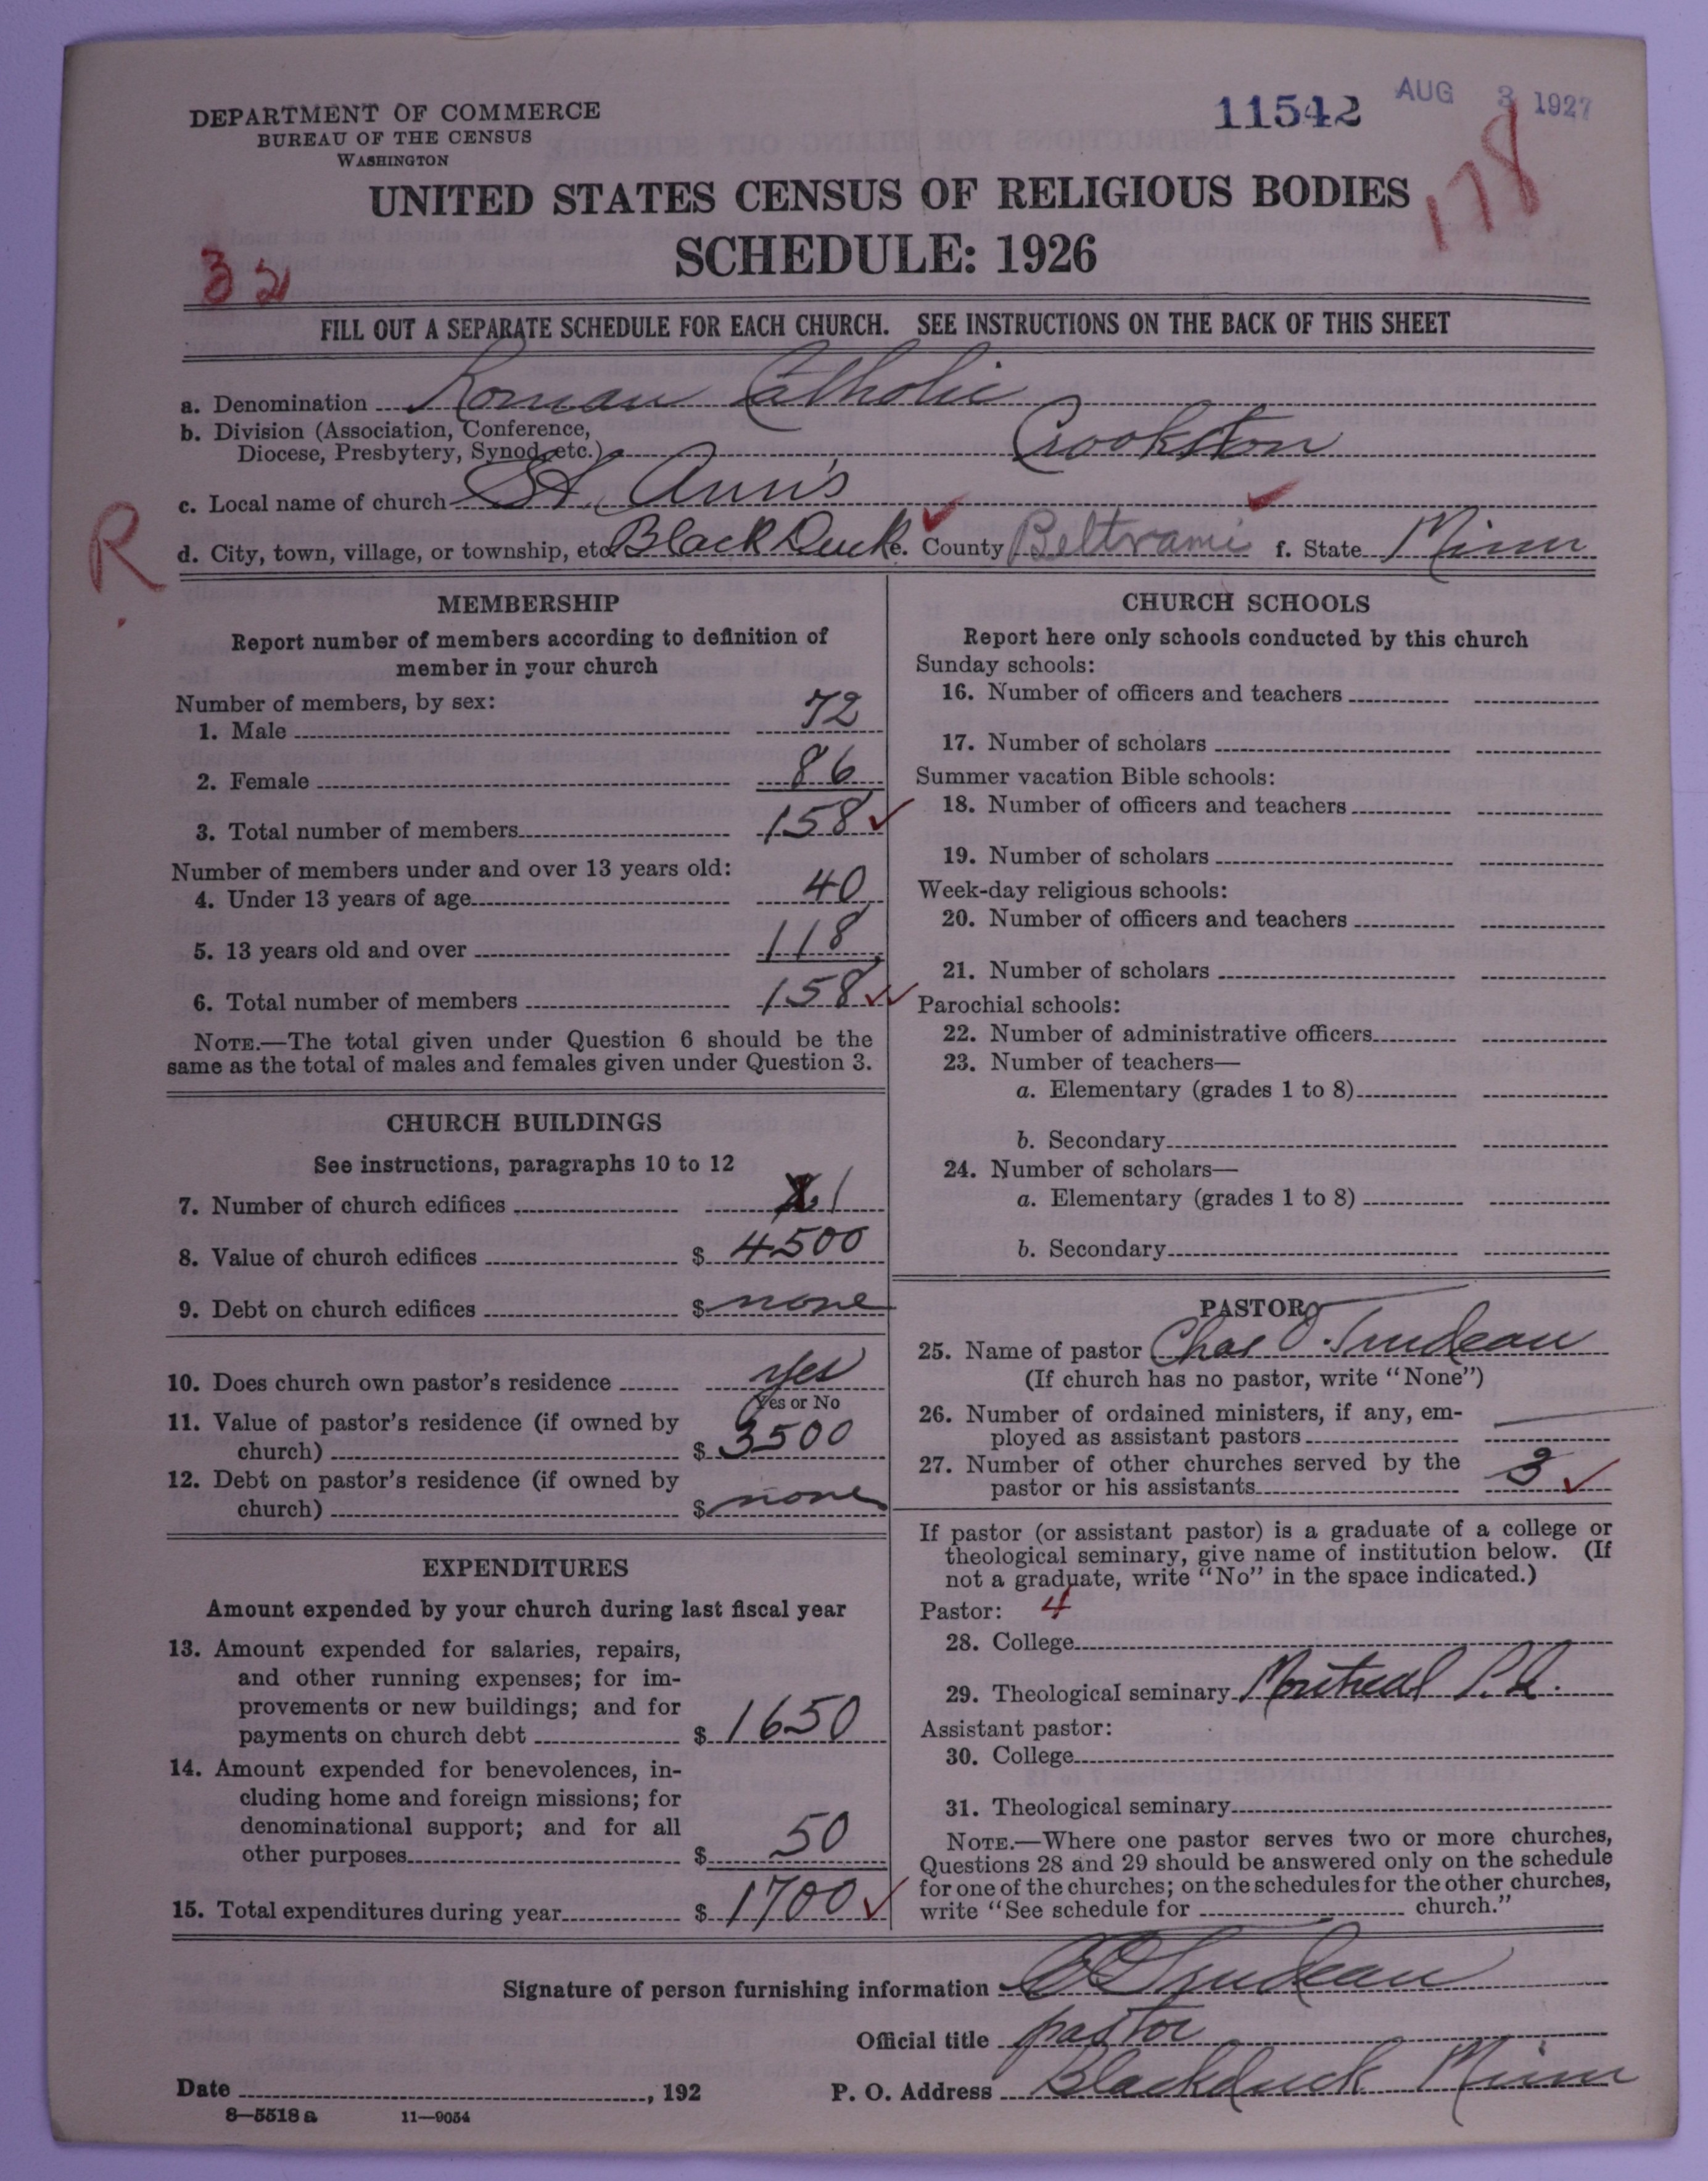 DEPARTMENT OF COMMERCE
BUREAU OF THE CENSUS
WASHINGTON
11542
AUG 3 1927
178
UNITED STATES CENSUS OF RELIGIOUS BODIES
SCHEDULE: 1926
32
FILL OUT A SEPARATE SCHEDULE FOR EACH CHURCH. SEE INSTRUCTIONS ON THE BACK OF THIS SHEET
a. Denomination Roman Catholic
b. Division (Association, Conference,
Diocese, Presbytery, Synod, etc.) Crookston
c. Local name of church St. Ann's
R.
d. City, town, village, or township, etc. Black Duck e. County Beltrami f. State Minn
MEMBERSHIP
Report number of members according to definition of
member in your church
Number of members, by sex:
1. Male 72
2. Female 86
3. Total number of members 158
Number of members under and over 13 years old:
4. Under 13 years of age 40
5. 13 years old and over 118
6. Total number of members 158
NOTE.—The total given under Question 6 should be the
same as the total of males and females given under Question 3.
CHURCH BUILDINGS
See instructions, paragraphs 10 to 12
7. Number of church edifices 1
8. Value of church edifices $ 4500
9. Debt on church edifices $ none
10. Does church own pastor's residence yes
Yes or No
11. Value of pastor's residence (if owned by
church) $ 3500
12. Debt on pastor's residence (if owned by
church) $ none
EXPENDITURES
Amount expended by your church during last fiscal year
13. Amount expended for salaries, repairs,
and other running expenses; for im-
provements or new buildings; and for
payments on church debt $ 1650
14. Amount expended for benevolences, in-
cluding home and foreign missions; for
denominational support; and for all
other purposes $ 50
15. Total expenditures during year $ 1700
CHURCH SCHOOLS
Report here only schools conducted by this church
Sunday schools:
16. Number of officers and teachers
17. Number of scholars
Summer vacation Bible schools:
18. Number of officers and teachers
19. Number of scholars
Week-day religious schools:
20. Number of officers and teachers
21. Number of scholars
Parochial schools:
22. Number of administrative officers
23. Number of teachers—
a. Elementary (grades 1 to 8)
b. Secondary
24. Number of scholars—
a. Elementary (grades 1 to 8)
b. Secondary
PASTOR
25. Name of pastor Chas O. Trudeau
(If church has no pastor, write "None")
26. Number of ordained ministers, if any, em-
ployed as assistant pastors
27. Number of other churches served by the
pastor or his assistants 3
If pastor (or assistant pastor) is a graduate of a college or
theological seminary, give name of institution below. (If
not a graduate, write "No" in the space indicated.)
Pastor: 4
28. College
29. Theological seminary Montreal P.Q.
Assistant pastor:
30. College
31. Theological seminary
NOTE.—Where one pastor serves two or more churches,
Questions 28 and 29 should be answered only on the schedule
for one of the churches; on the schedules for the other churches,
write "See schedule for church."
Signature of person furnishing information C O Trudeau
Official title pastor
Date , 192 P. O. Address Blackduck Minn
8—5518 a 11—9054